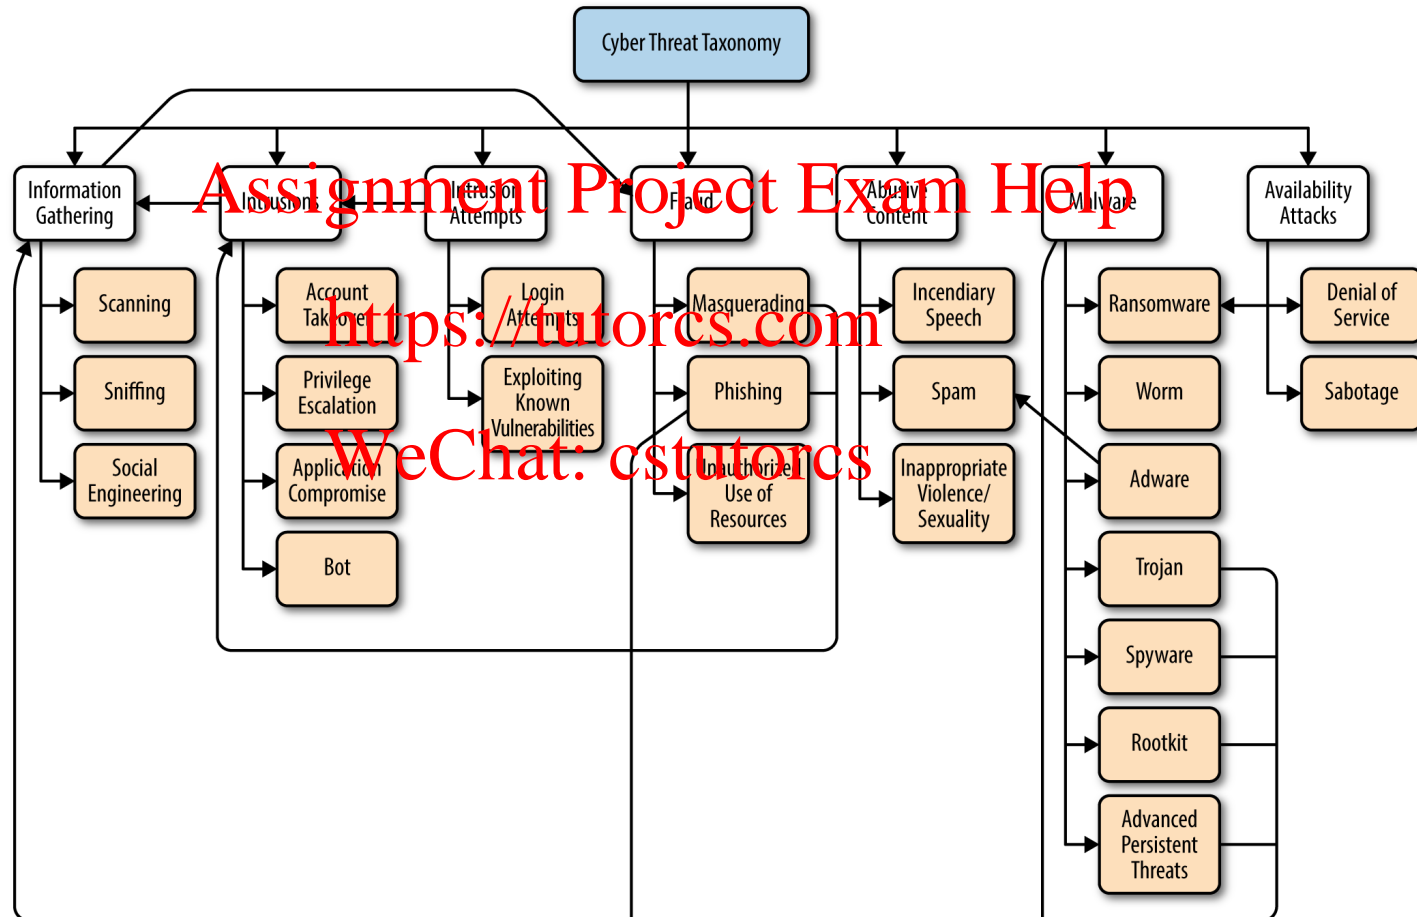 Cyber Threat Taxonomy
Information
Gathering
Intrusions
Intrusion
Attempts
Fraud
Abusive
Content
Malware
Availability
Attacks
Assignment Project Exam Help
Scanning
Sniffing
Social
Engineering
Account
Takeover
Privilege
Escalation
Application
Compromise
Bot
Login
Attempts
Exploiting
Known
Vulnerabilities
Masquerading
Phishing
Unauthorized
Use of
Resources
https://tutorcs.com
WeChat: cstutorcs
Incendiary
Speech
Spam
Inappropriate
Violence/
Sexuality
Ransomware
Worm
Adware
Trojan
Spyware
Rootkit
Advanced
Persistent
Threats
Denial of
Service
Sabotage